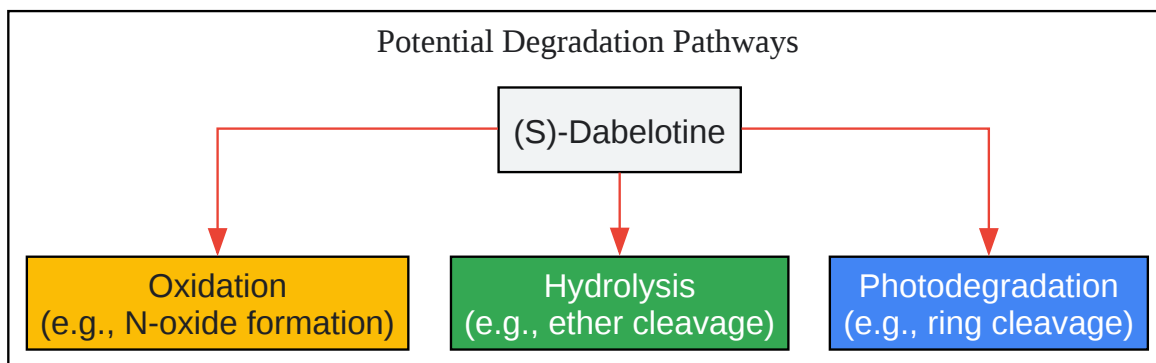 Potential Degradation Pathways
(S)-Dabelotine
Oxidation
(e.g., N-oxide formation)
Hydrolysis
(e.g., ether cleavage)
Photodegradation
(e.g., ring cleavage)